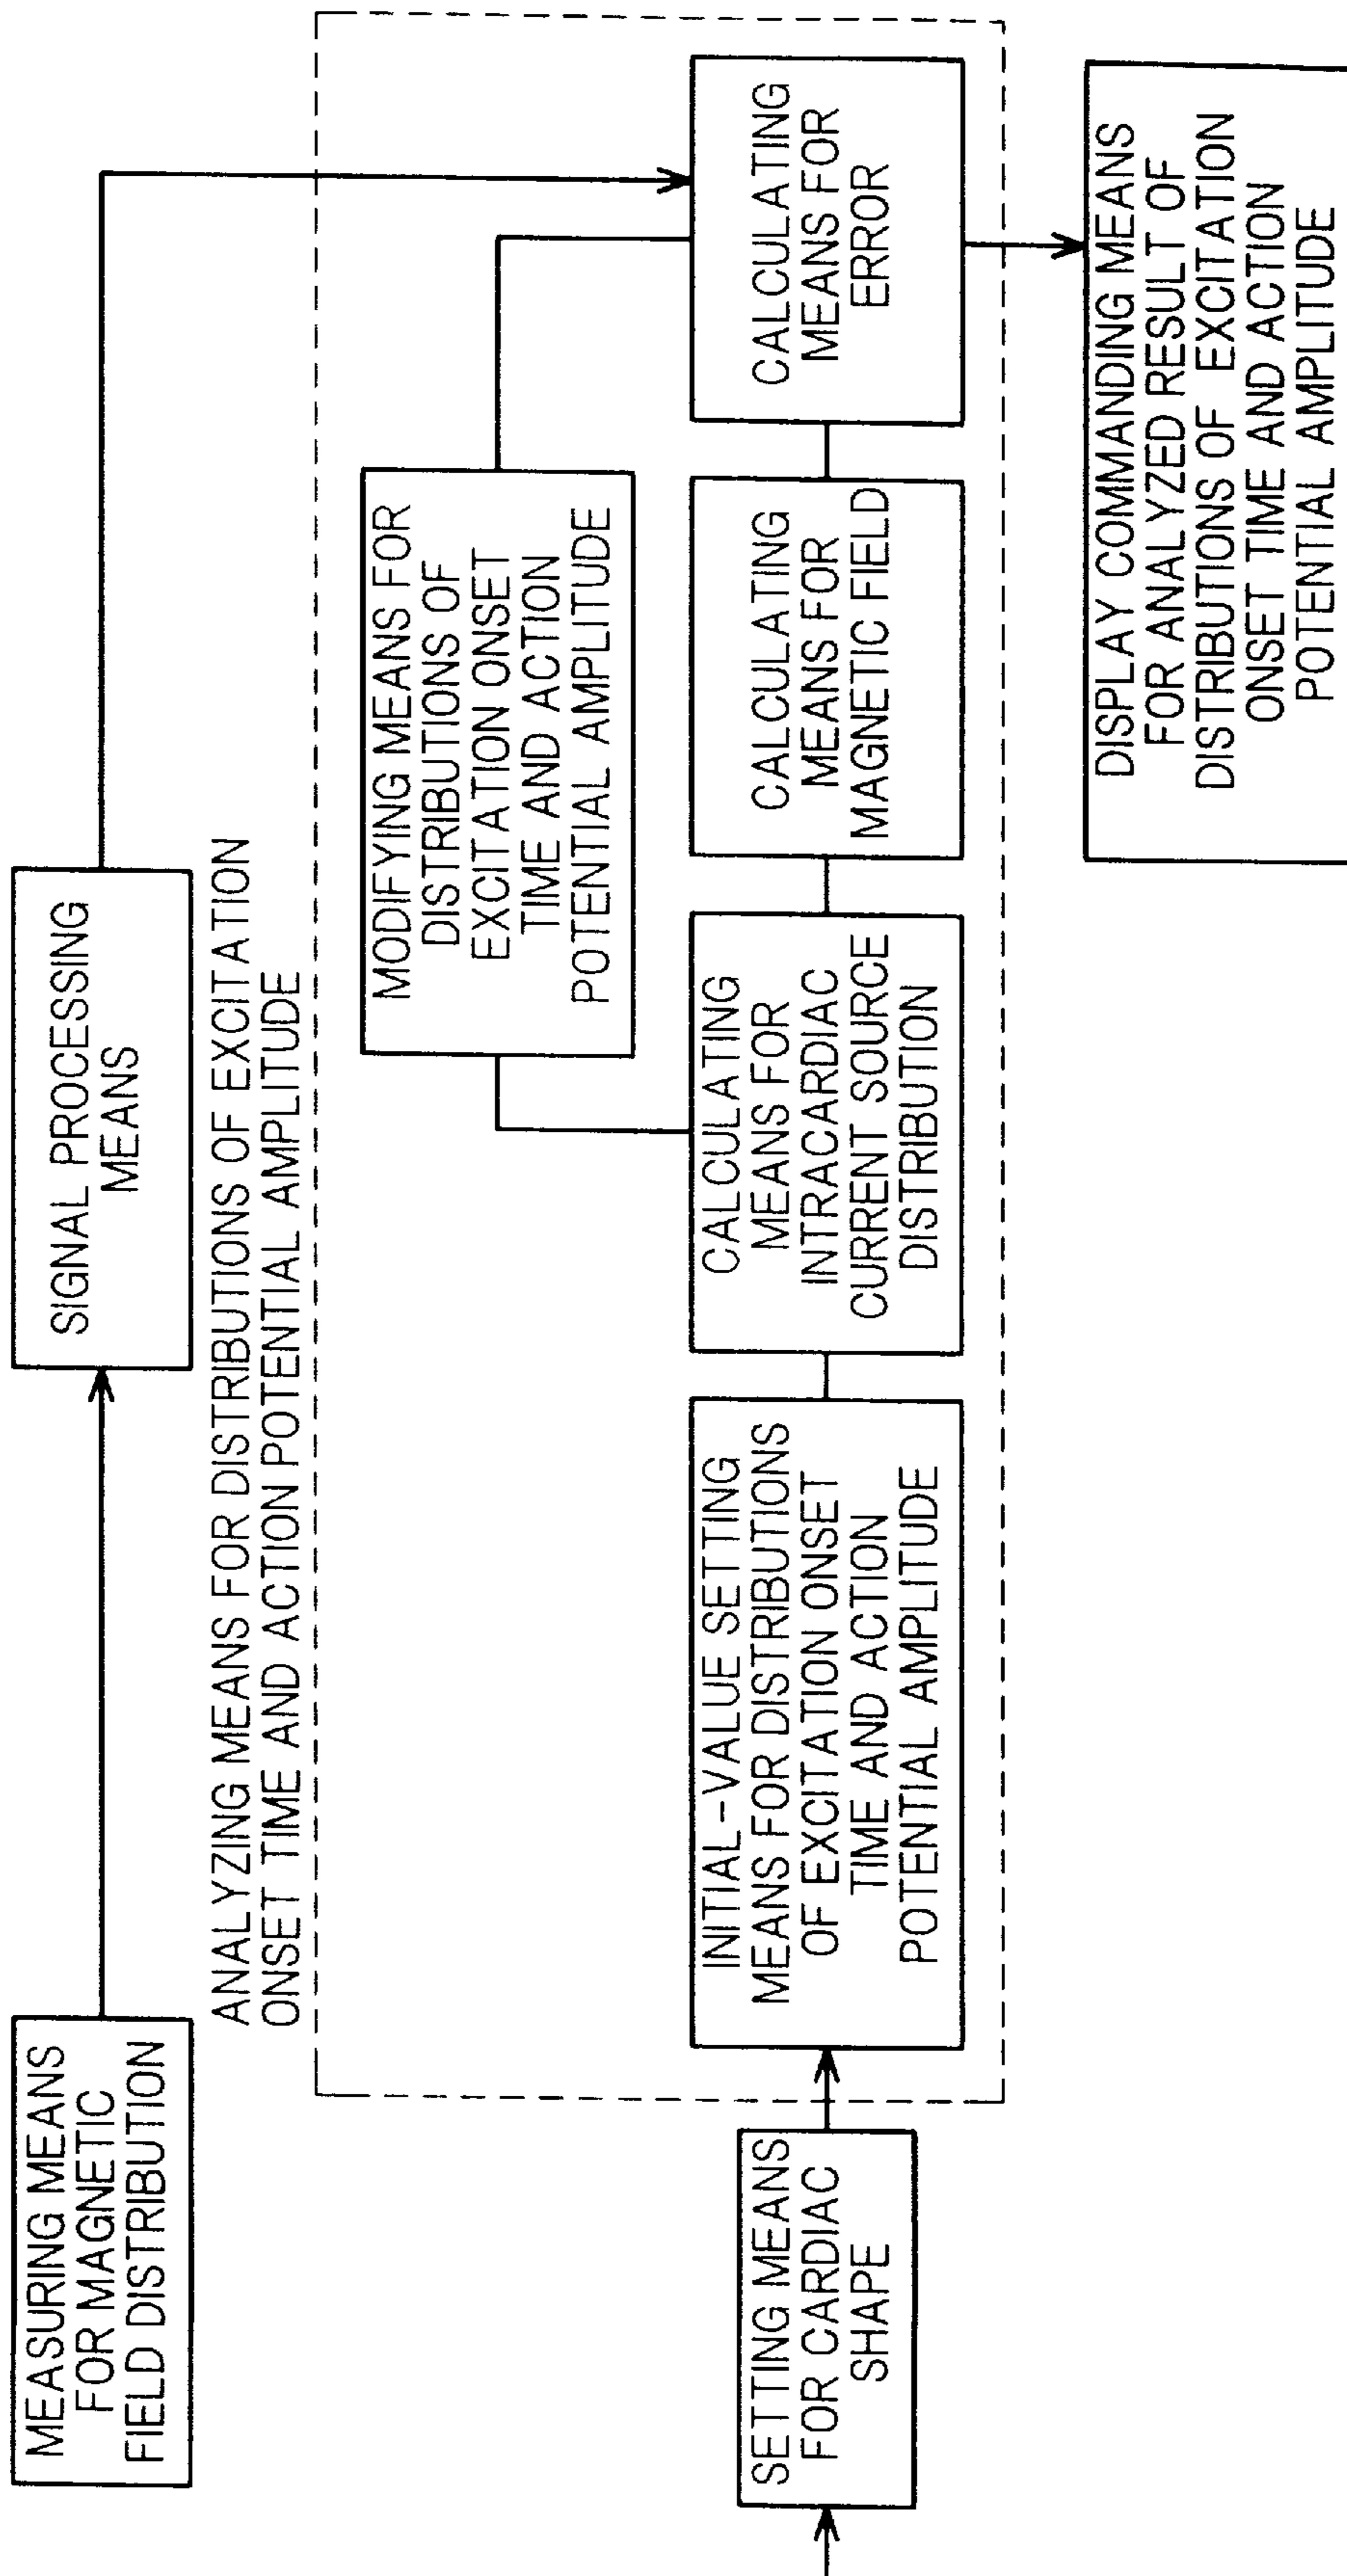 MEASURING MEANS
FOR MAGNETIC
FIELD DISTRIBUTION
SIGNAL PROCESSING
MEANS
ANALYZING MEANS FOR DISTRIBUTIONS OF EXCITATION
ONSET TIME AND ACTION POTENTIAL AMPLITUDE
MODIFYING MEANS FOR
DISTRIBUTIONS OF
EXCITATION ONSET
TIME AND ACTION
POTENTIAL AMPLITUDE
SETTING MEANS
FOR CARDIAC
SHAPE
INITIAL-VALUE SETTING
MEANS FOR DISTRIBUTIONS
OF EXCITATION ONSET
TIME AND ACTION
POTENTIAL AMPLITUDE
CALCULATING
MEANS FOR
INTRACARDIAC
CURRENT SOURCE
DISTRIBUTION
CALCULATING
MEANS FOR
MAGNETIC FIELD
CALCULATING
MEANS FOR
ERROR
DISPLAY COMMANDING MEANS
FOR ANALYZED RESULT OF
DISTRIBUTIONS OF EXCITATION
ONSET TIME AND ACTION
POTENTIAL AMPLITUDE